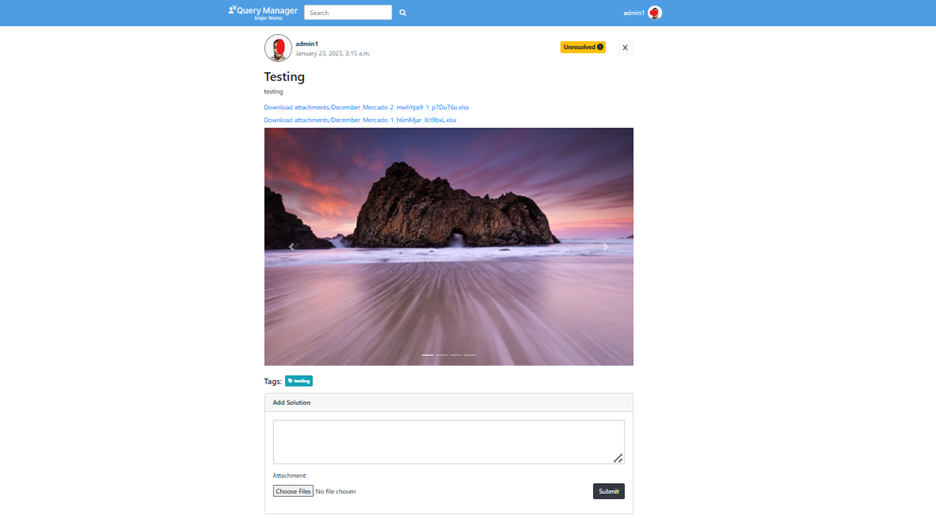 Query Manager
Major Works
Search
admin1
admin1
January 23, 2025, 3:15 a.m.
Unresolved
X
Testing
testing
Download attachments/December_Mercado_2_mwhYpz9_1_p7DuT6o.xlsx
Download attachments/December_Mercado_1_h6mMjar_Xrl9bxL.xlsx
Tags: testing
Add Solution
Attachment:
Choose Files No file chosen
Submit